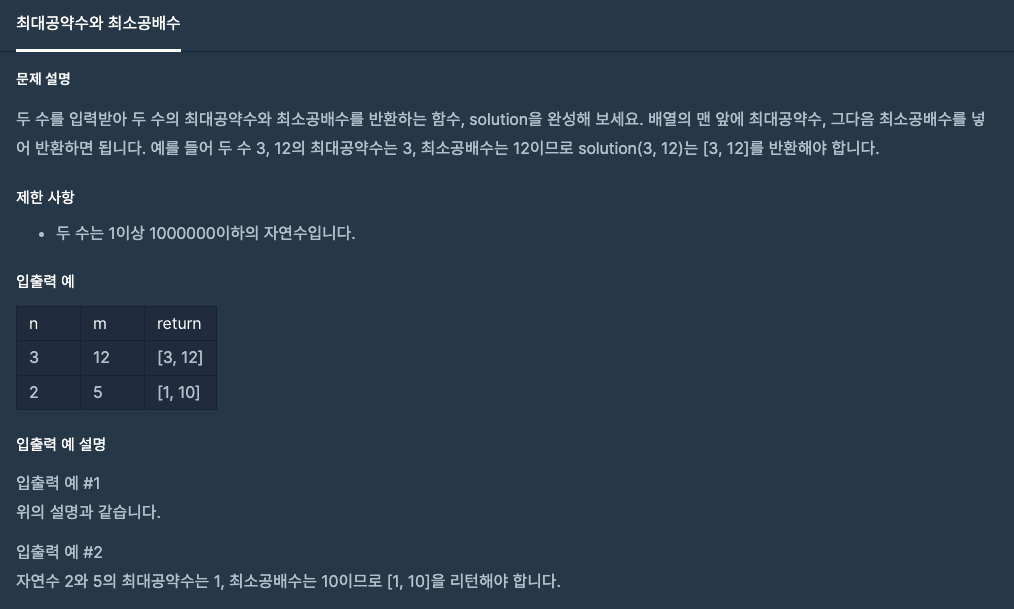 최대공약수와 최소공배수
문제 설명
두 수를 입력받아 두 수의 최대공약수와 최소공배수를 반환하는 함수, solution을 완성해 보세요. 배열의 맨 앞에 최대공약수, 그다음 최소공배수를 넣
어 반환하면 됩니다. 예를 들어 두 수 3, 12의 최대공약수는 3, 최소공배수는 12이므로 solution(3, 12)는 [3, 12]를 반환해야 합니다.
제한 사항
• 두 수는 1이상 1000000이하의 자연수입니다.
입출력 예
n m return
3 12 [3, 12]
2 5 [1, 10]
입출력 예 설명
입출력 예 #1
위의 설명과 같습니다.
입출력 예 #2
자연수 2와 5의 최대공약수는 1, 최소공배수는 10이므로 [1, 10]을 리턴해야 합니다.